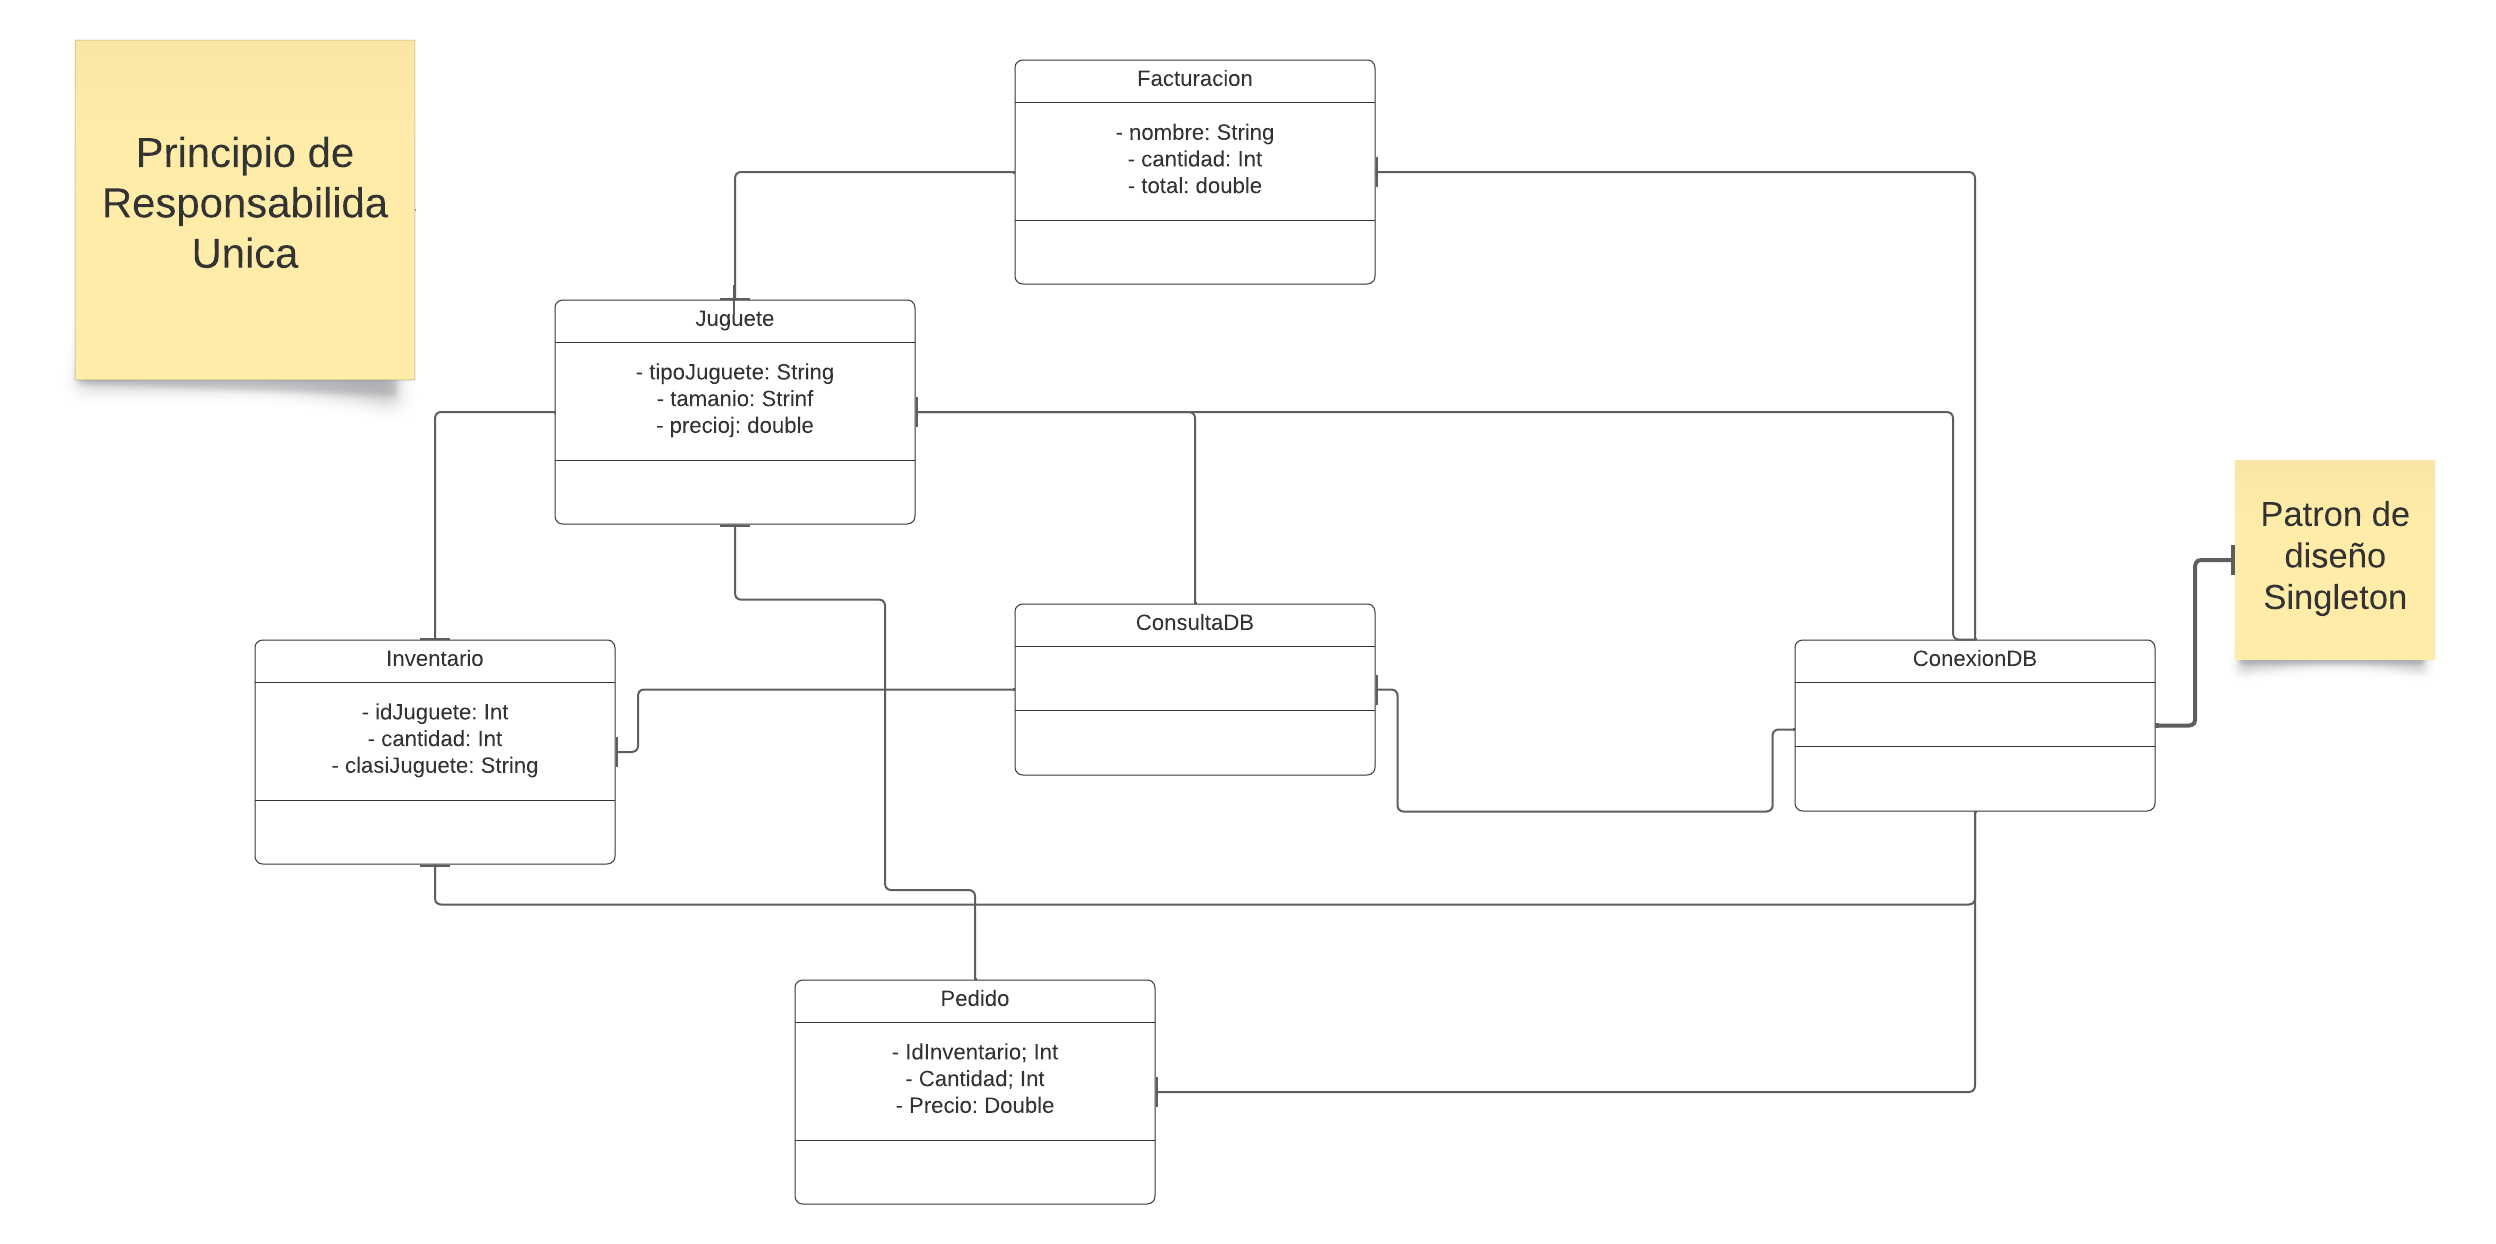 Principio de
Responsabilida
Unica
Facturacion
- nombre: String
- cantidad: Int
- total: double
Juguete
- tipoJuguete: String
- tamanio: Strinf
- precioj: double
Patron de
diseño
Singleton
ConsultaDB
Inventario
- idJuguete: Int
- cantidad: Int
- clasiJuguete: String
ConexionDB
Pedido
- IdInventario; Int
- Cantidad; Int
- Precio: Double